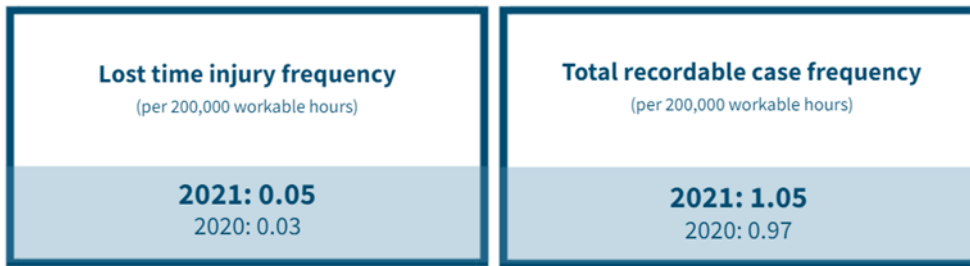 Lost time injury frequency
(per 200,000 workable hours)
2021: 0.05
2020: 0.03
Total recordable case frequency
(per 200,000 workable hours)
2021: 1.05
2020: 0.97